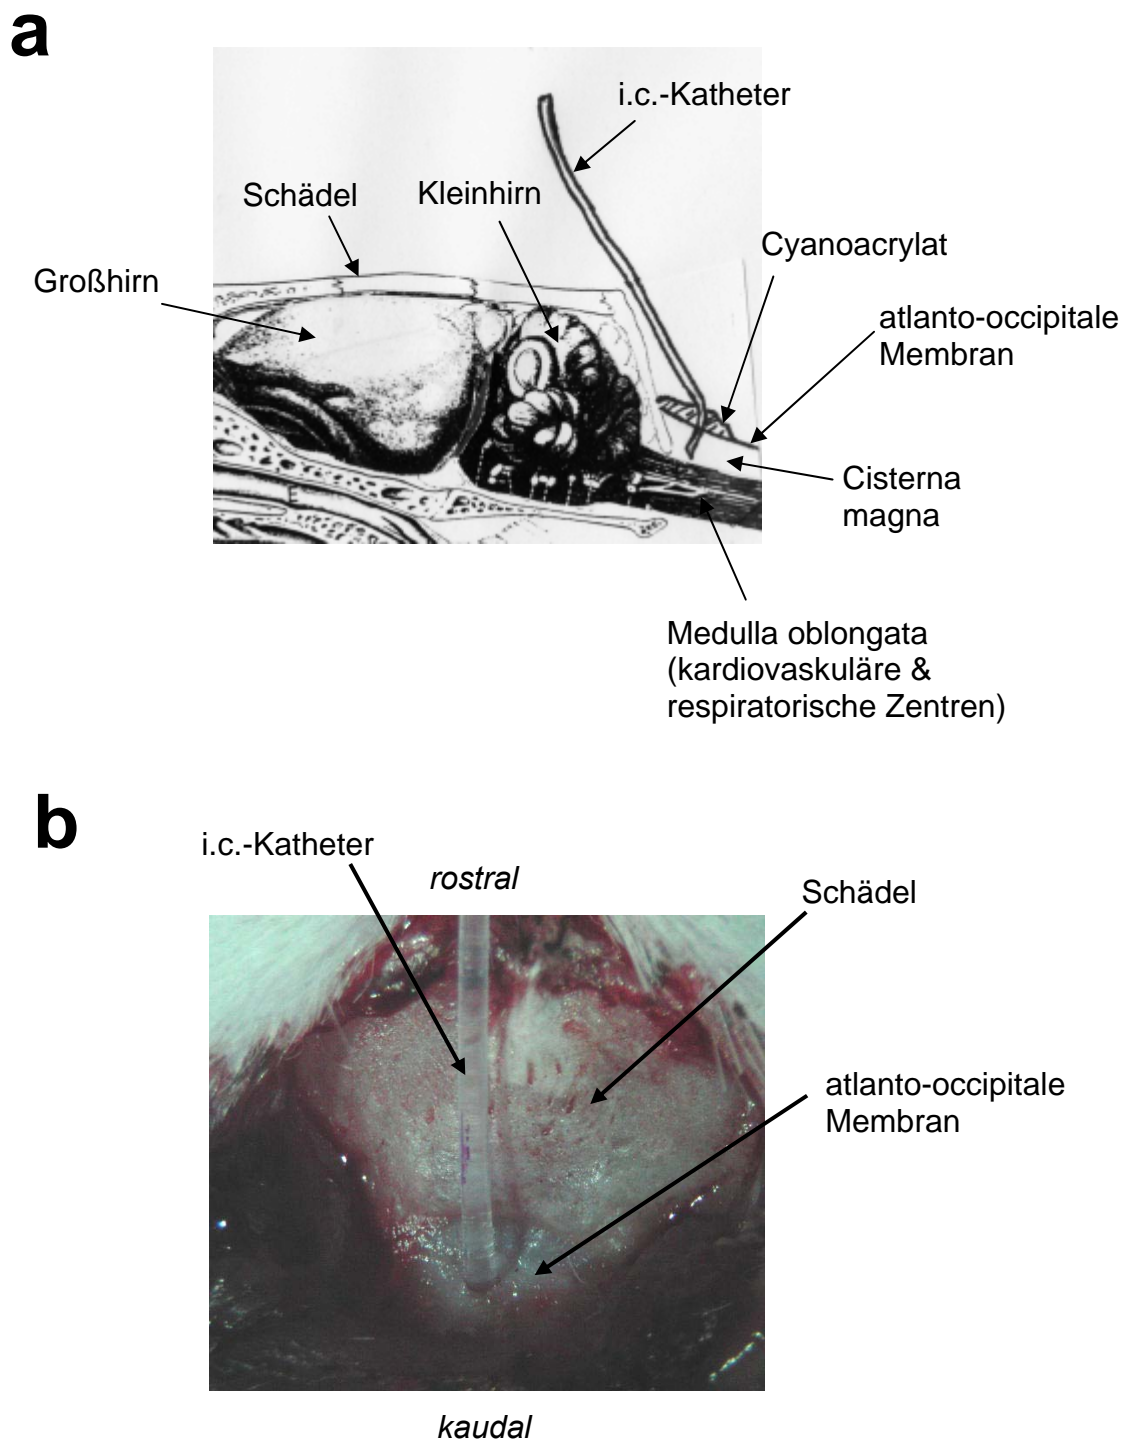 a
i.c.-Katheter
Schädel
Kleinhirn
Cyanoacrylat
Großhirn
atlanto-occipitale
Membran
Cisterna
magna
Medulla oblongata
(kardiovaskuläre &
respiratorische Zentren)
b
i.c.-Katheter
rostral
Schädel
atlanto-occipitale
Membran
kaudal